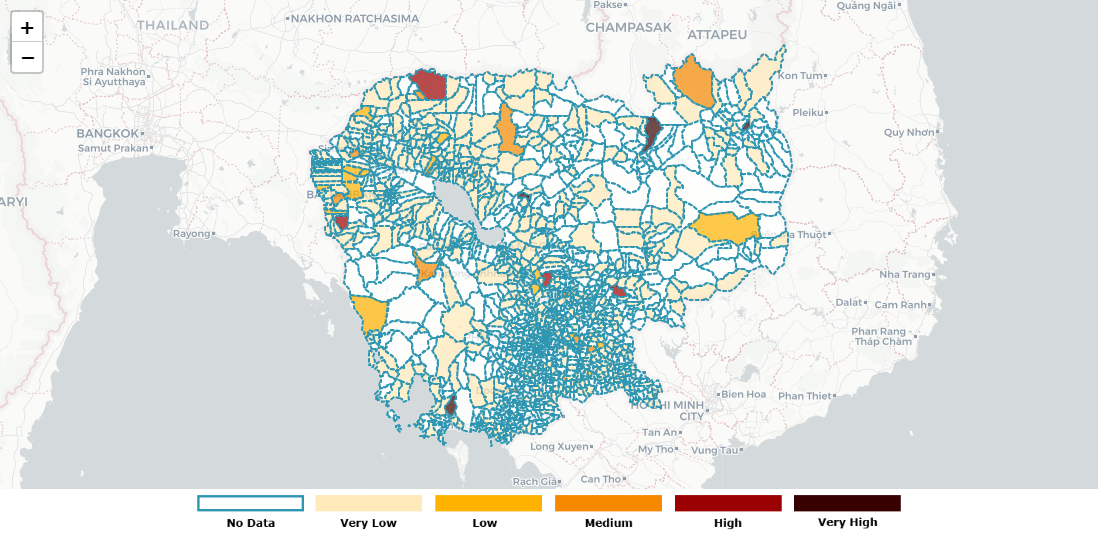 +
−
THAILAND
NAKHON RATCHASIMA
Pakse
Quảng Ngãi
CHAMPASAK
ATTAPEU
Phra Nakhon
Si Ayutthaya
Kon Tum
Pleiku
BANGKOK
Samut Prakan
Quy Nhơn
ARYI
Rayong
Thuột
Nha Trang
Dalat
Cam Ranh
Phan Rang -
Tháp Chàm
Bien Hoa
Phan Thiet
HO CHI MINH
CITY
Tan An
My Tho
Vung Tau
Long Xuyen
Rach Giá
Can Tho
No Data
Very Low
Low
Medium
High
Very High